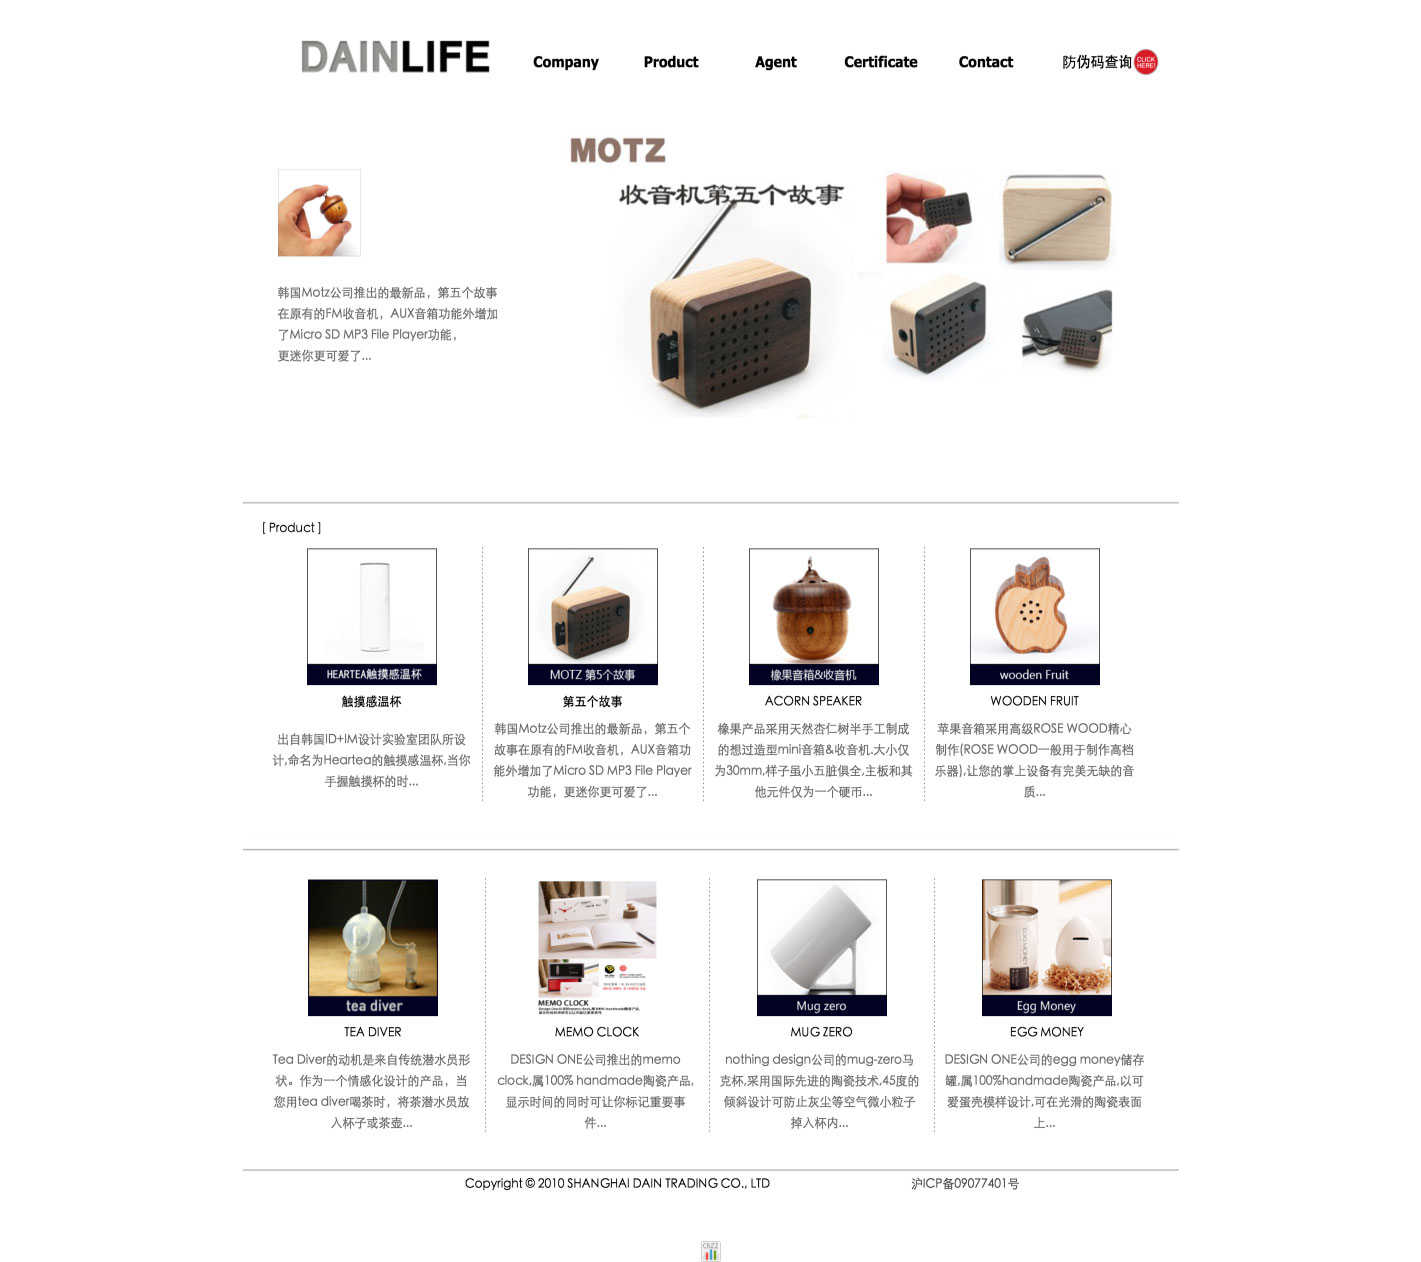 DAINLIFE
Company
Product
Agent
Certificate
Contact
防伪码查询
CLICK HERE!
MOTZ
收音机第五个故事
韩国Motz公司推出的最新品，第五个故事
在原有的FM收音机，AUX音箱功能外增加
了Micro SD MP3 File Player功能，
更迷你更可爱了...
[ Product ]
HEARTEA触摸感温杯
触摸感温杯
出自韩国ID+IM设计实验室团队所设
计,命名为Heartea的触摸感温杯,当你
手握触摸杯的时...
MOTZ 第5个故事
第五个故事
韩国Motz公司推出的最新品，第五个
故事在原有的FM收音机，AUX音箱功
能外增加了Micro SD MP3 File Player
功能，更迷你更可爱了...
橡果音箱&收音机
ACORN SPEAKER
橡果产品采用天然杏仁树半手工制成
的想过造型mini音箱&收音机.大小仅
为30mm,样子虽小五脏俱全,主板和其
他元件仅为一个硬币...
wooden Fruit
WOODEN FRUIT
苹果音箱采用高级ROSE WOOD精心
制作(ROSE WOOD一般用于制作高档
乐器),让您的掌上设备有完美无缺的音
质...
tea diver
TEA DIVER
Tea Diver的动机是来自传统潜水员形
状。作为一个情感化设计的产品，当
您用tea diver喝茶时，将茶潜水员放
入杯子或茶壶...
MEMO CLOCK
MEMO CLOCK
DESIGN ONE公司推出的memo
clock,属100% handmade陶瓷产品,
显示时间的同时可让你标记重要事
件...
Mug zero
MUG ZERO
nothing design公司的mug-zero马
克杯,采用国际先进的陶瓷技术,45度的
倾斜设计可防止灰尘等空气微小粒子
掉入杯内...
EGG MONEY
Egg Money
EGG MONEY
DESIGN ONE公司的egg money储存
罐,属100%handmade陶瓷产品,以可
爱蛋壳模样设计,可在光滑的陶瓷表面
上...
Copyright © 2010 SHANGHAI DAIN TRADING CO., LTD
沪ICP备09077401号
CNZZ